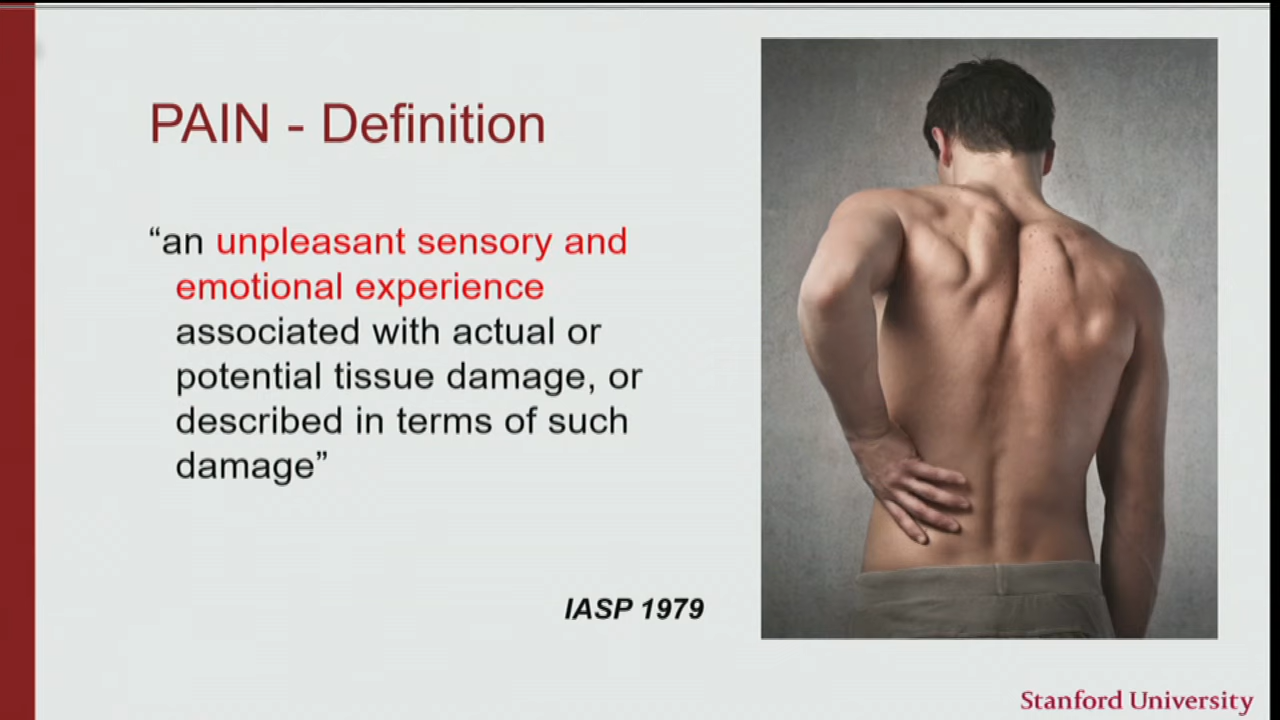 PAIN - Definition
“an unpleasant sensory and
emotional experience
associated with actual or
potential tissue damage, or
described in terms of such
damage”
IASP 1979
Stanford University